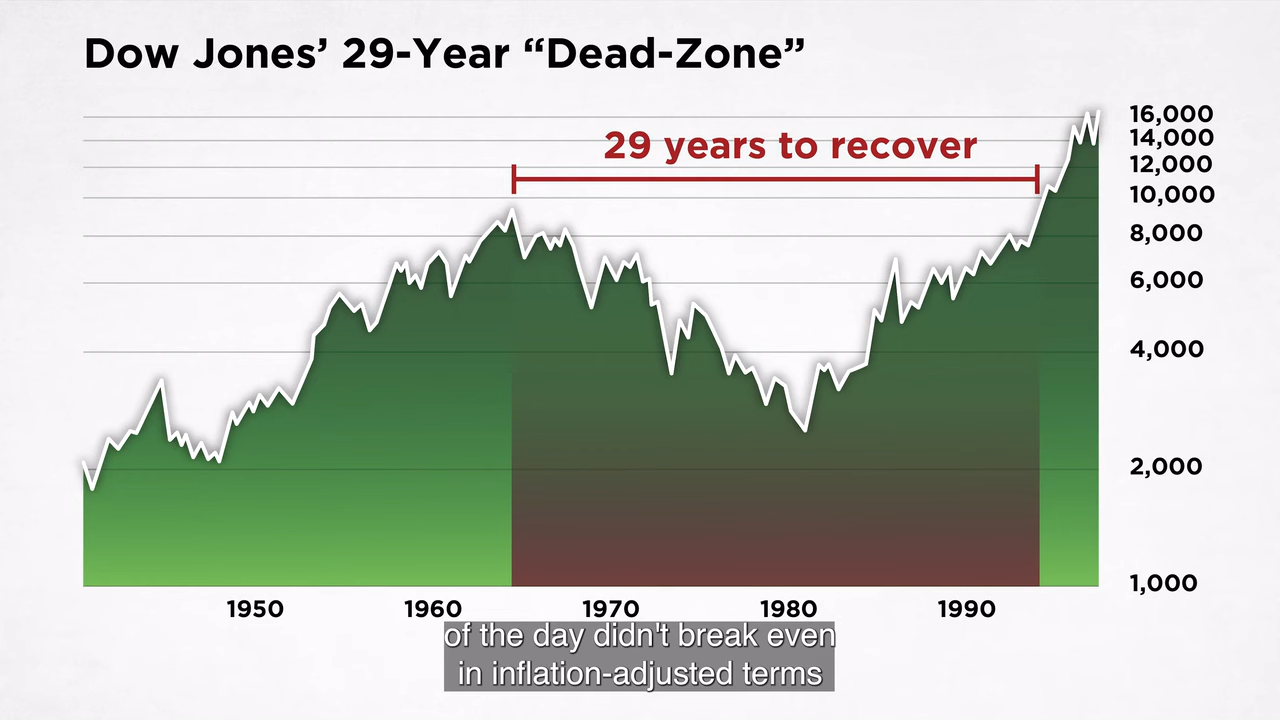 Dow Jones’ 29-Year “Dead-Zone”
29 years to recover
16,000
14,000
12,000
10,000
8,000
6,000
4,000
2,000
1,000
1950 1960 1970 1980 1990
of the day didn't break even
in inflation-adjusted terms